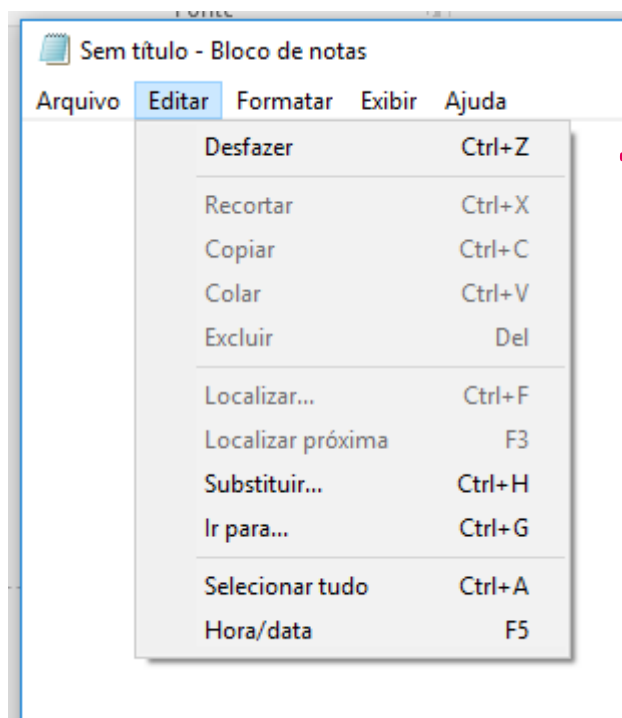 Fonte
Sem título - Bloco de notas
Arquivo Editar Formatar Exibir Ajuda
Desfazer Ctrl+Z
Recortar Ctrl+X
Copiar Ctrl+C
Colar Ctrl+V
Excluir Del
Localizar... Ctrl+F
Localizar próxima F3
Substituir... Ctrl+H
Ir para... Ctrl+G
Selecionar tudo Ctrl+A
Hora/data F5